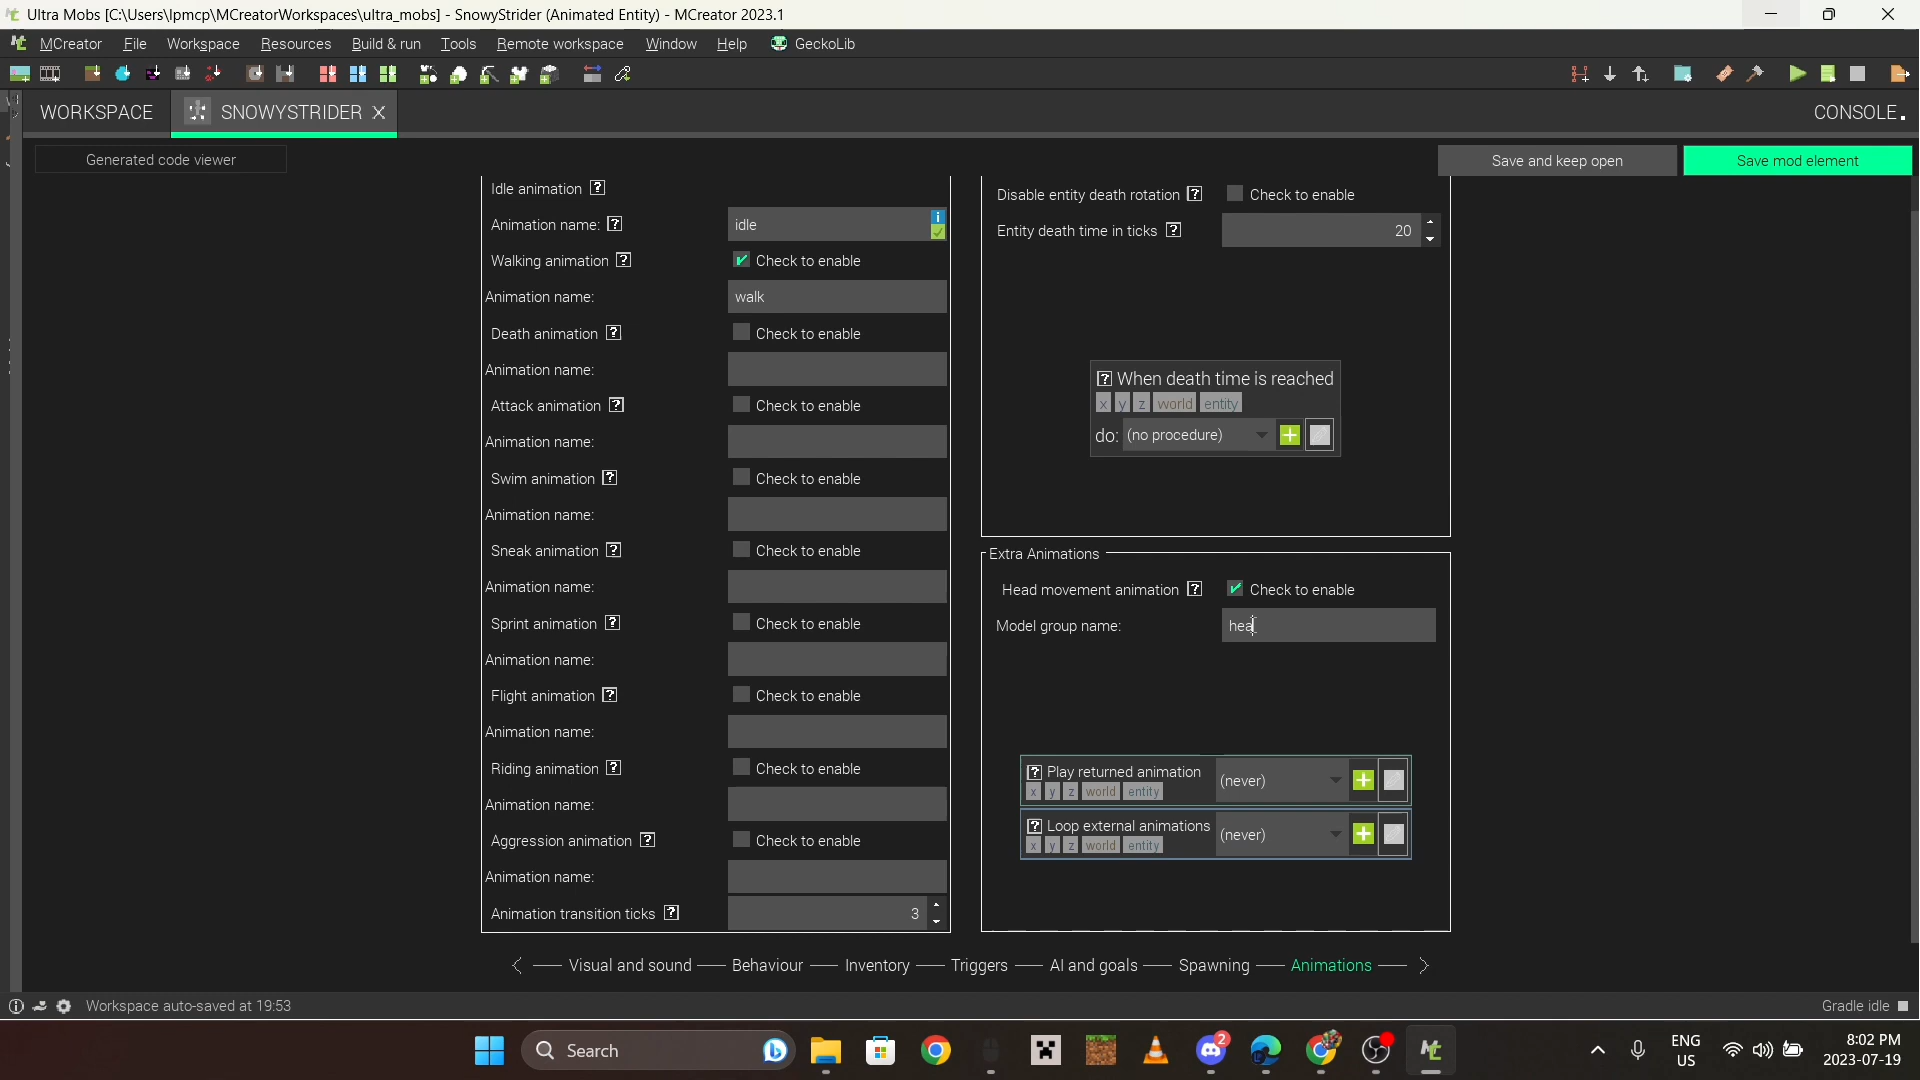 Ultra Mobs [C:\Users\lpmcp\MCreatorWorkspaces\ultra_mobs] - SnowyStrider (Animated Entity) - MCreator 2023.1
MCreator File Workspace Resources Build & run Tools Remote workspace Window Help GeckoLib
WORKSPACE SNOWYSTRIDER CONSOLE
Generated code viewer Save and keep open Save mod element
Idle animation ?
Animation name: ? idle
Walking animation ? Check to enable
Animation name: walk
Death animation ? Check to enable
Animation name:
Attack animation ? Check to enable
Animation name:
Swim animation ? Check to enable
Animation name:
Sneak animation ? Check to enable
Animation name:
Sprint animation ? Check to enable
Animation name:
Flight animation ? Check to enable
Animation name:
Riding animation ? Check to enable
Animation name:
Aggression animation ? Check to enable
Animation name:
Animation transition ticks ? 3
Disable entity death rotation ? Check to enable
Entity death time in ticks ? 20
? When death time is reached
x y z world entity
do: (no procedure)
Extra Animations
Head movement animation ? Check to enable
Model group name: hea
? Play returned animation (never)
x y z world entity
? Loop external animations (never)
x y z world entity
Visual and sound Behaviour Inventory Triggers AI and goals Spawning Animations
Workspace auto-saved at 19:53 Gradle idle
Search 2 ENG 8:02 PM
US 2023-07-19